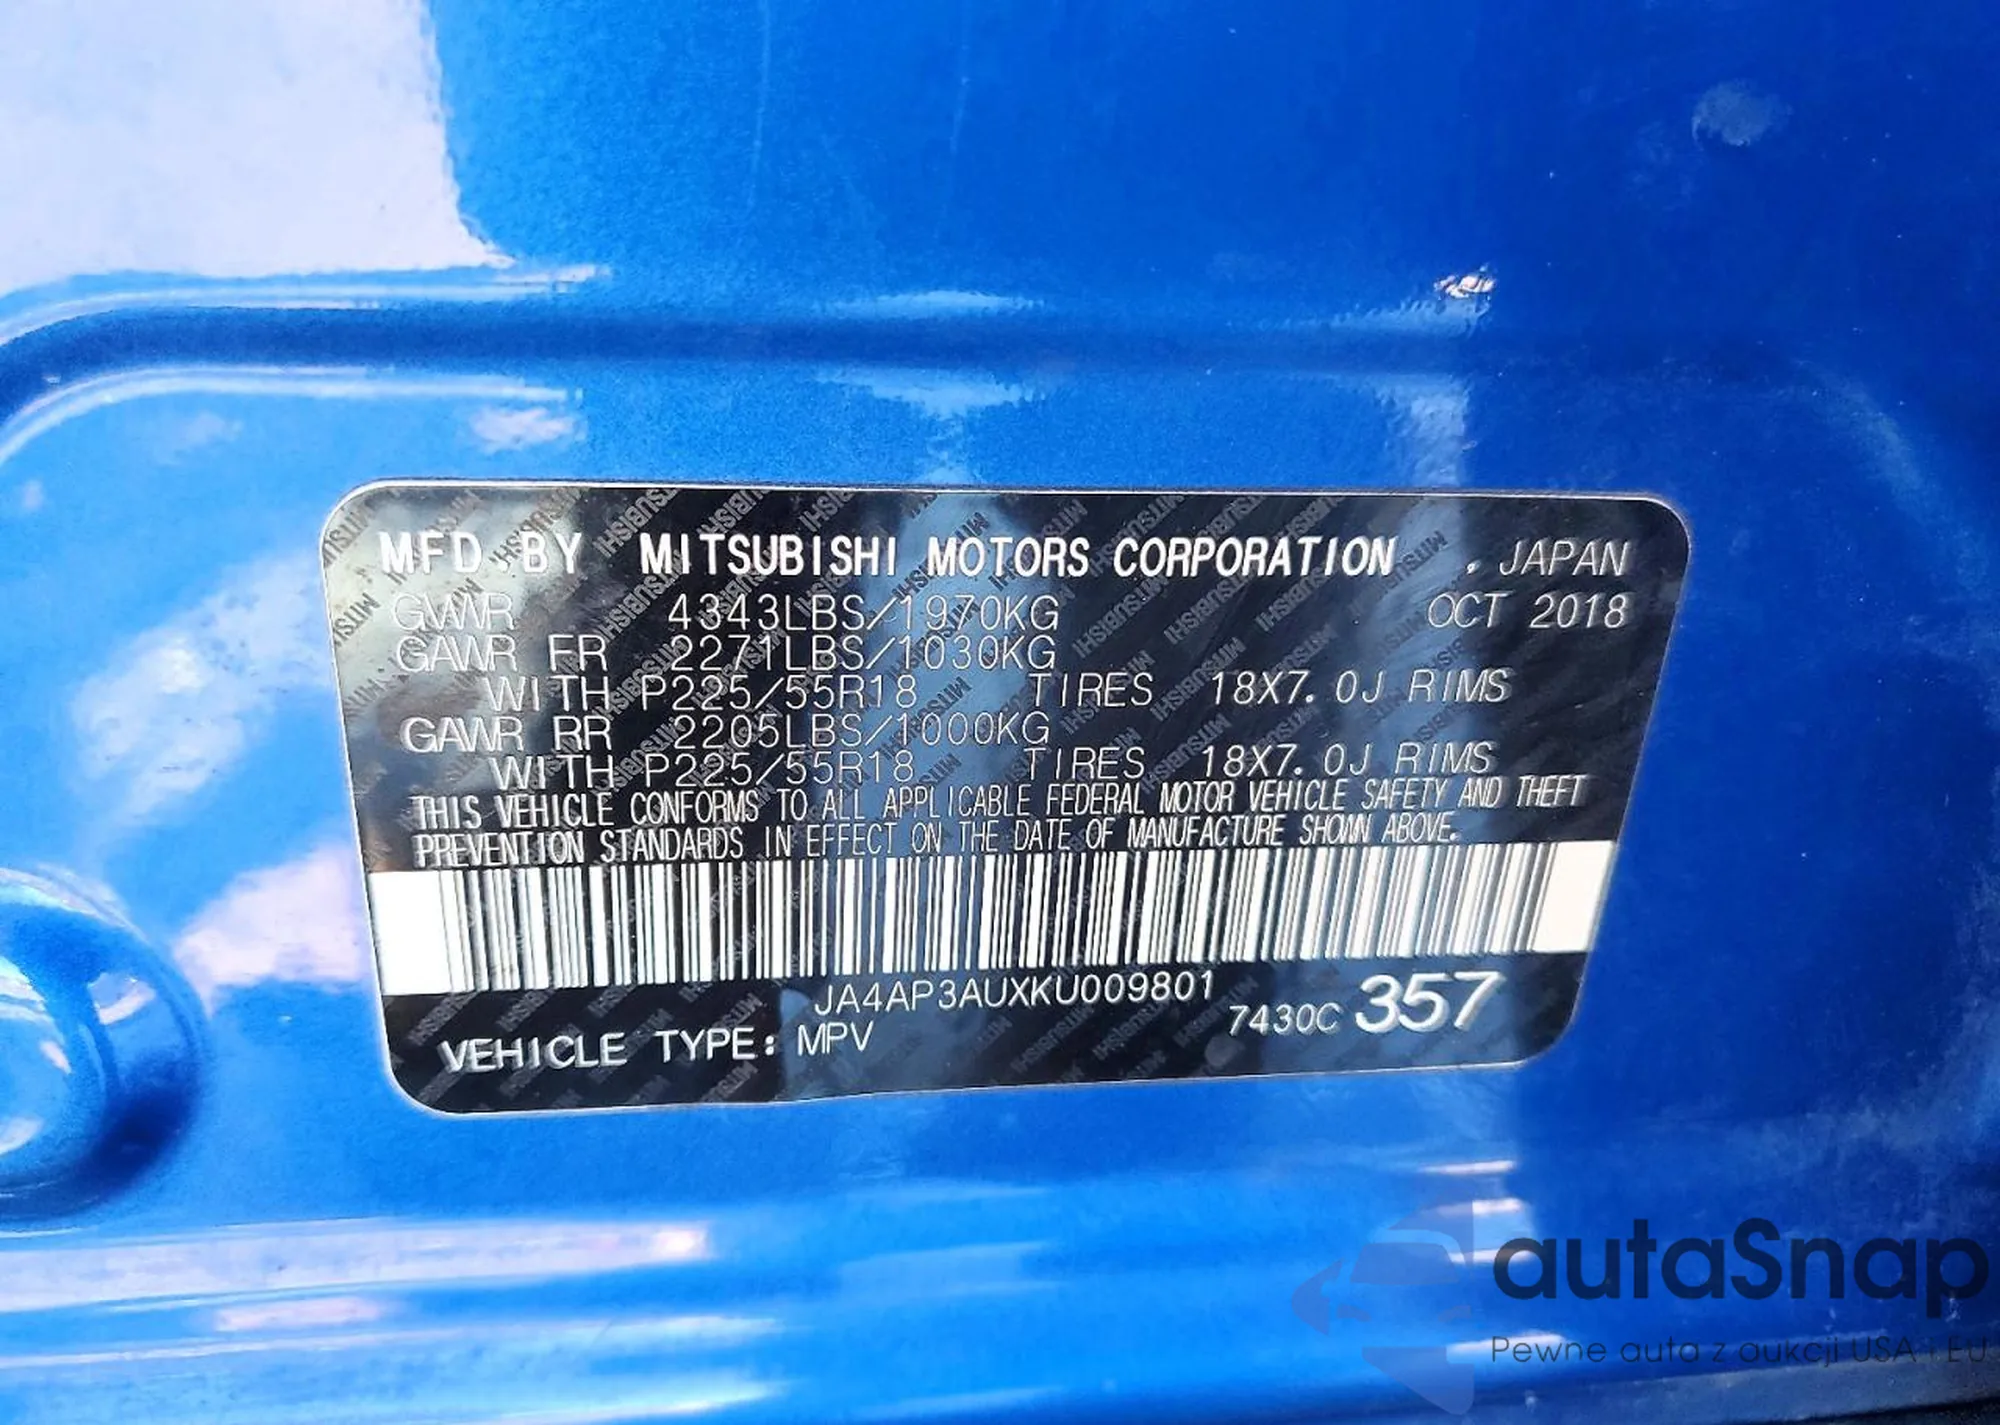 MFD.BY MITSUBISHI MOTORS CORPORATION , JAPAN
GVWR 4343LBS/1970KG OCT 2018
GAWR FR 2271LBS/1030KG
WITH P225/55R18 TIRES 18X7.0J RIMS
GAWR RR 2205LBS/1000KG
WITH P225/55R18 TIRES 18X7.0J RIMS
THIS VEHICLE CONFORMS TO ALL APPLICABLE FEDERAL MOTOR VEHICLE SAFETY AND THEFT
PREVENTION STANDARDS IN EFFECT ON THE DATE OF MANUFACTURE SHOWN ABOVE.
JA4AP3AUXKU009801
7430C 357
VEHICLE TYPE: MPV
autaSnap
Pewne auta z aukcji USA i EU